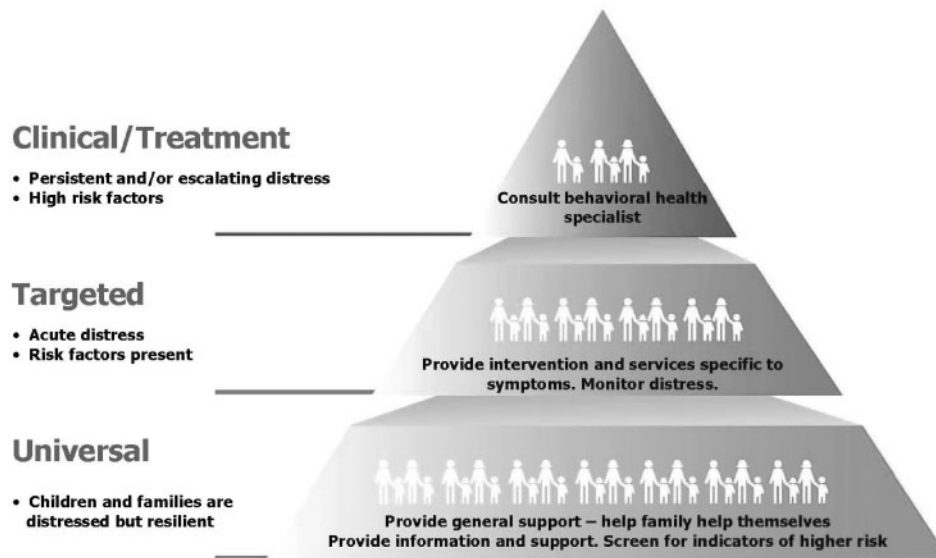 Clinical/Treatment
• Persistent and/or escalating distress
• High risk factors
Consult behavioral health
specialist
Targeted
• Acute distress
• Risk factors present
Provide intervention and services specific to
symptoms. Monitor distress.
Universal
• Children and families are
distressed but resilient
Provide general support – help family help themselves
Provide information and support. Screen for indicators of higher risk